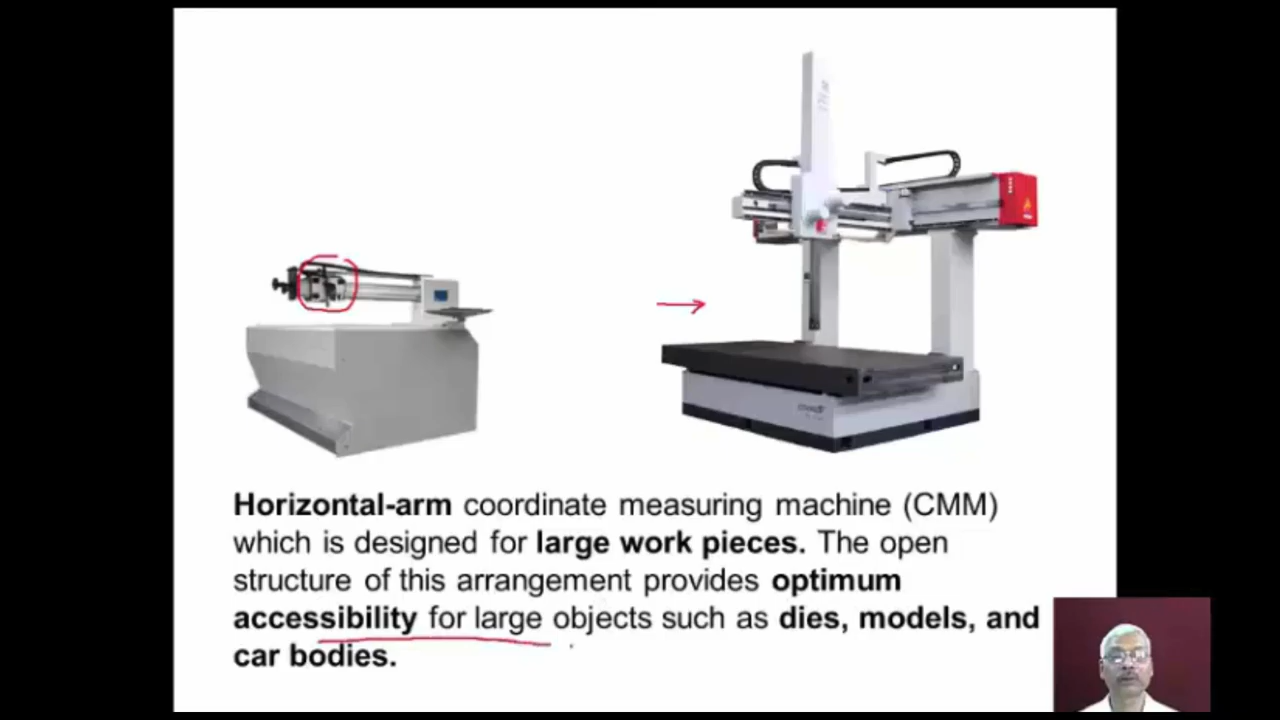 Horizontal-arm coordinate measuring machine (CMM)
which is designed for large work pieces. The open
structure of this arrangement provides optimum
accessibility for large objects such as dies, models, and
car bodies.